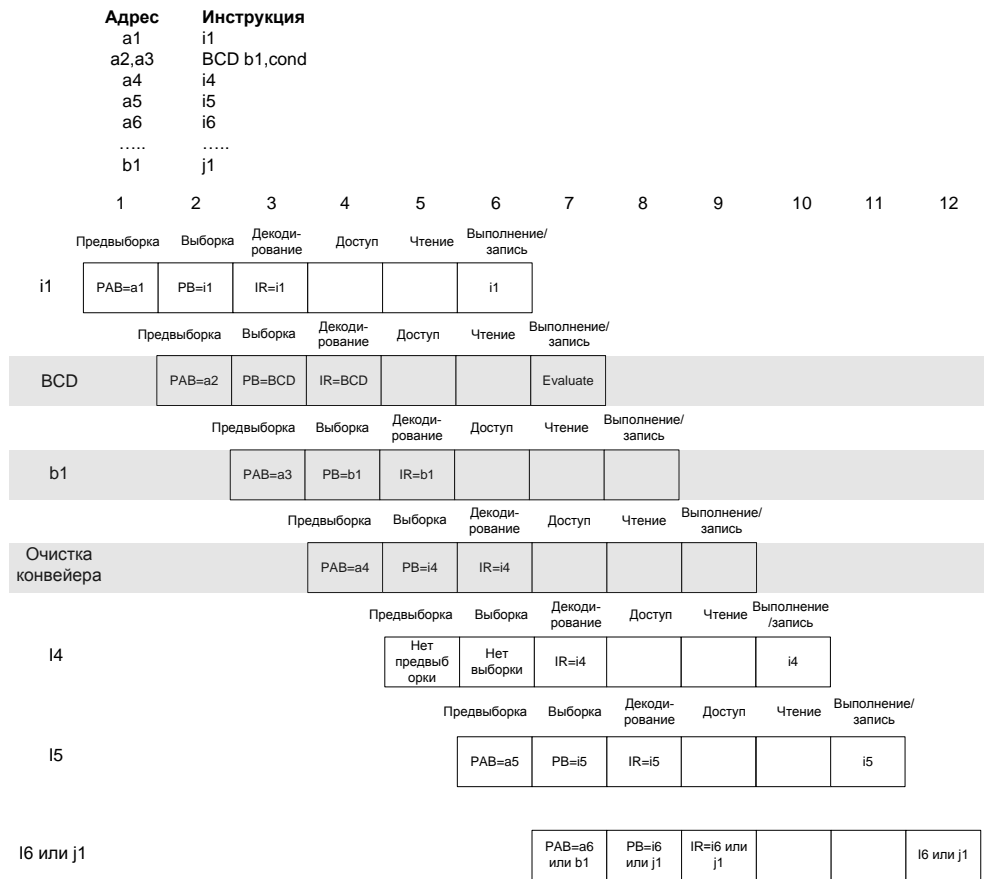 Адрес Инструкция
a1 i1
a2,a3 BCD b1,cond
a4 i4
a5 i5
a6 i6
..... .....
b1 j1
1 2 3 4 5 6 7 8 9 10 11 12
Предвыборка Выборка Декоди-
рование Доступ Чтение Выполнение/
запись
i1 PAB=a1 PB=i1 IR=i1 i1
Предвыборка Выборка Декоди-
рование Доступ Чтение Выполнение/
запись
BCD PAB=a2 PB=BCD IR=BCD Evaluate
Предвыборка Выборка Декоди-
рование Доступ Чтение Выполнение/
запись
b1 PAB=a3 PB=b1 IR=b1
Предвыборка Выборка Декоди-
рование Доступ Чтение Выполнение/
запись
Очистка
конвейера PAB=a4 PB=i4 IR=i4
Предвыборка Выборка Декоди-
рование Доступ Чтение Выполнение
/запись
I4 Нет
предвыб
орки Нет
выборки IR=i4 i4
Предвыборка Выборка Декоди-
рование Доступ Чтение Выполнение/
запись
I5 PAB=a5 PB=i5 IR=i5 i5
I6 или j1 PAB=a6
или b1 PB=i6
или j1 IR=i6 или
j1 I6 или j1